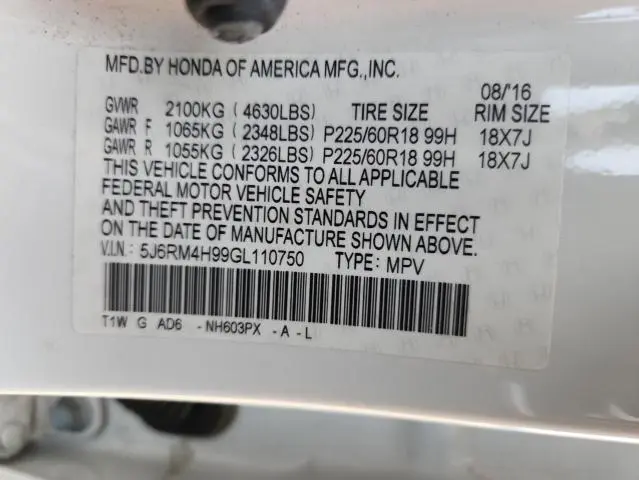 MFD.BY HONDA OF AMERICA MFG.,INC. 08/'16
GVWR 2100KG ( 4630LBS) TIRE SIZE RIM SIZE
GAWR F 1065KG ( 2348LBS) P225/60R18 99H 18X7J
GAWR R 1055KG ( 2326LBS) P225/60R18 99H 18X7J
THIS VEHICLE CONFORMS TO ALL APPLICABLE
FEDERAL MOTOR VEHICLE SAFETY
AND THEFT PREVENTION STANDARDS IN EFFECT
ON THE DATE OF MANUFACTURE SHOWN ABOVE.
V.I.N.: 5J6RM4H99GL110750 TYPE: MPV
T1W G AD6 -NH603PX -A -L